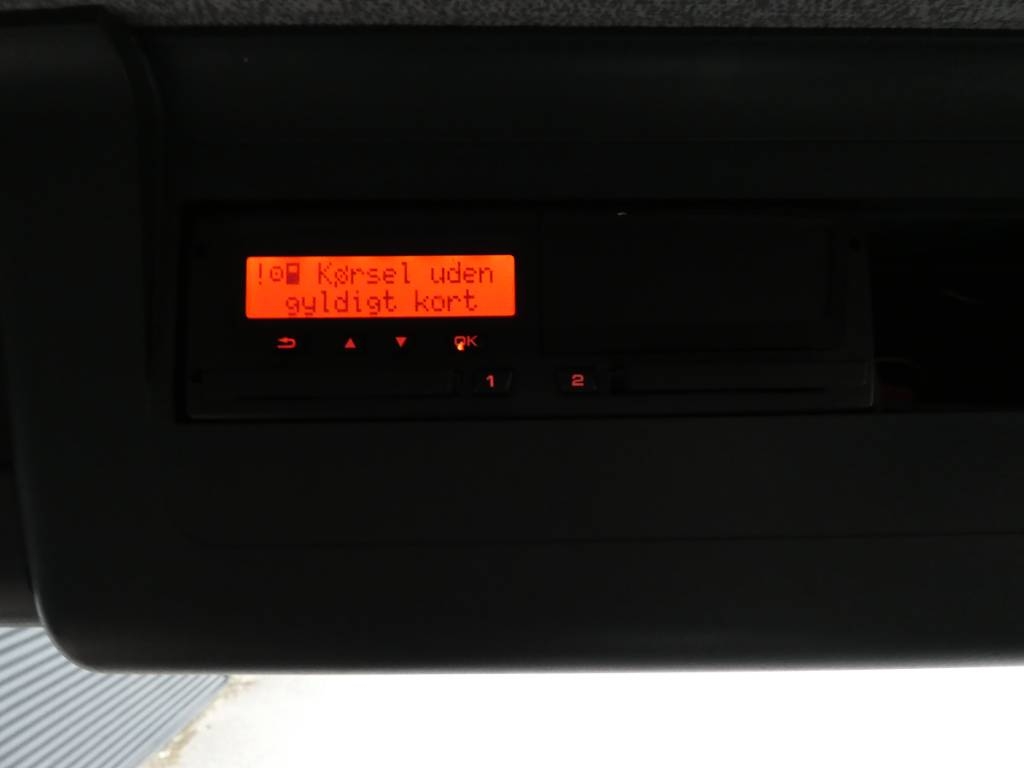 ! Kørsel uden
gyldigt kort
OK
1 2